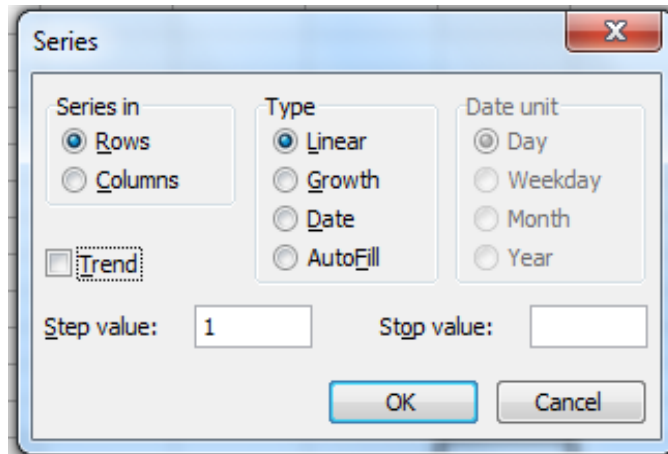 Series
X
Series in
Rows
Columns
Trend
Type
Linear
Growth
Date
AutoFill
Date unit
Day
Weekday
Month
Year
Step value: 1
Stop value:
OK
Cancel